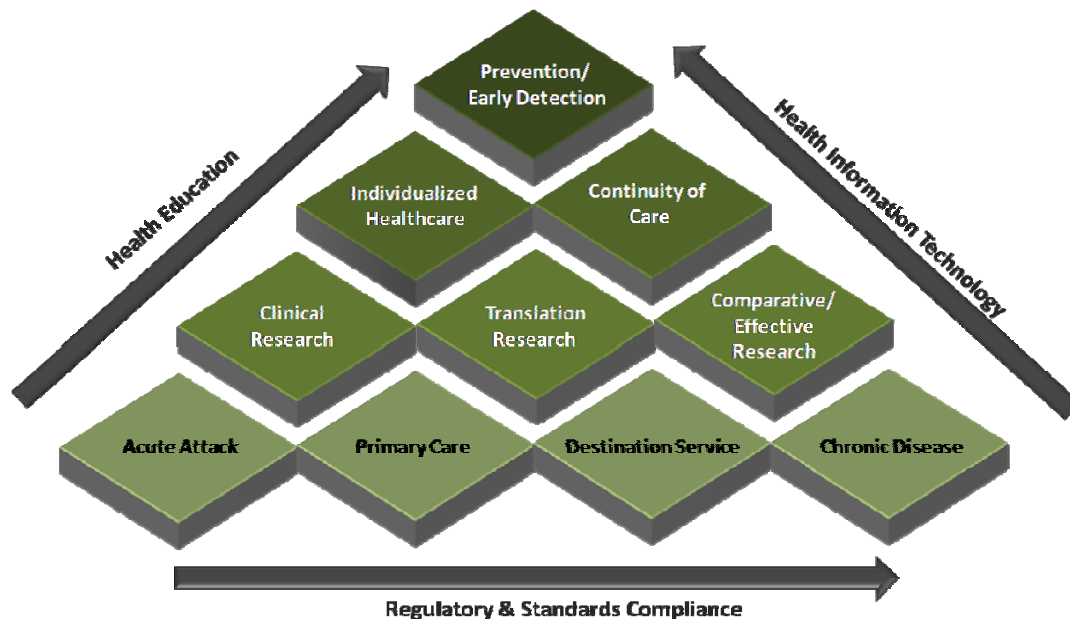 Prevention/
Early Detection
Health Education
Health Information Technology
Individualized
Healthcare
Continuity of
Care
Clinical
Research
Translation
Research
Comparative/
Effective
Research
Acute Attack
Primary Care
Destination Service
Chronic Disease
Regulatory & Standards Compliance